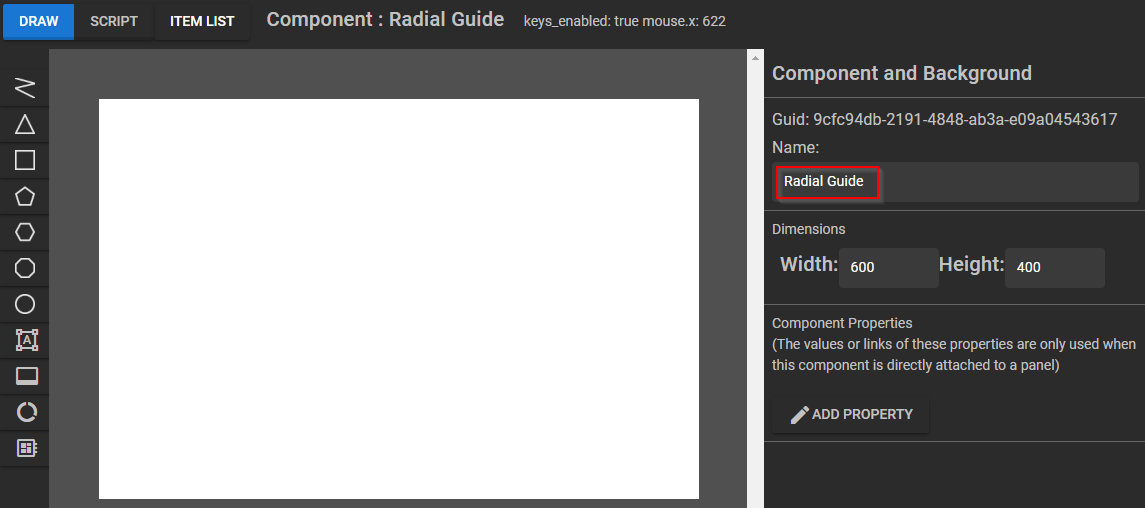 DRAW SCRIPT ITEM LIST Component : Radial Guide keys_enabled: true mouse.x: 622
Component and Background
Guid: 9cfc94db-2191-4848-ab3a-e09a04543617
Name:
Radial Guide
Dimensions
Width: 600 Height: 400
Component Properties
(The values or links of these properties are only used when
this component is directly attached to a panel)
ADD PROPERTY
A